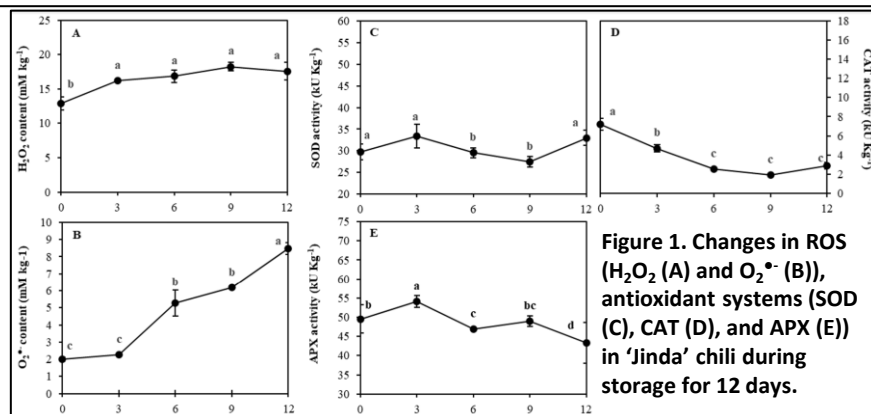 A
H₂O₂ content (mM kg⁻¹)
25
20
15
10
5
0
b
a
a
a
a
0 3 6 9 12
C
SOD activity (kU Kg⁻¹)
60
55
50
45
40
35
30
25
20
a
a
b
b
a
0 3 6 9 12
D
CAT activity (kU Kg⁻¹)
18
16
14
12
10
8
6
4
2
0
a
b
c
c
c
0 3 6 9 12
B
O₂•⁻ content (mM kg-1)
10
9
8
7
6
5
4
3
2
1
0
c
c
b
b
a
0 3 6 9 12
E
APX activity (kU Kg⁻¹)
75
70
65
60
55
50
45
40
35
30
b
a
c
bc
d
0 3 6 9 12
Figure 1. Changes in ROS
(H₂O₂ (A) and O₂•⁻ (B)),
antioxidant systems (SOD
(C), CAT (D), and APX (E))
in ‘Jinda’ chili during
storage for 12 days.